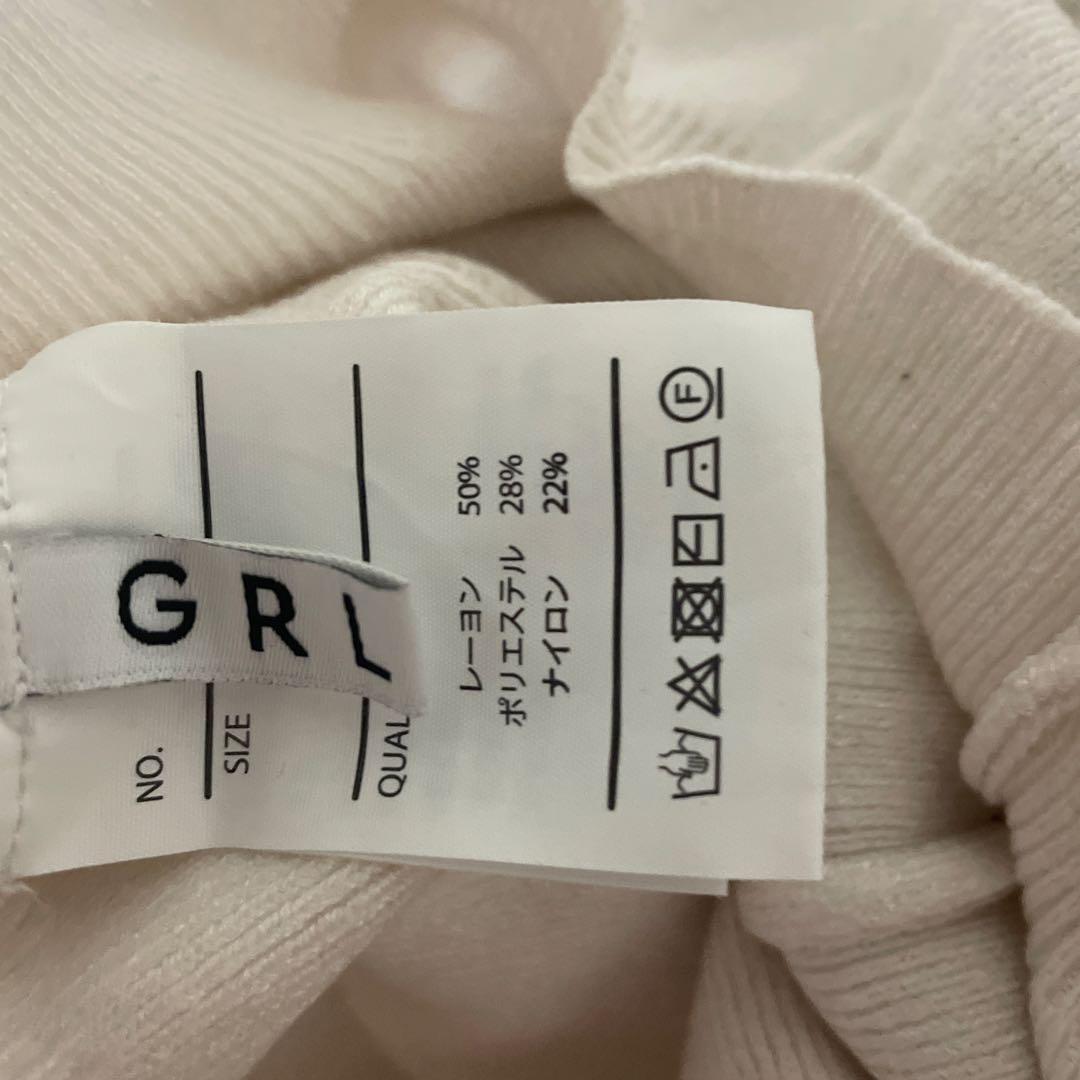 GRL
NO.
SIZE
QUAL
レーヨン 50%
ポリエステル 28%
ナイロン 22%
F